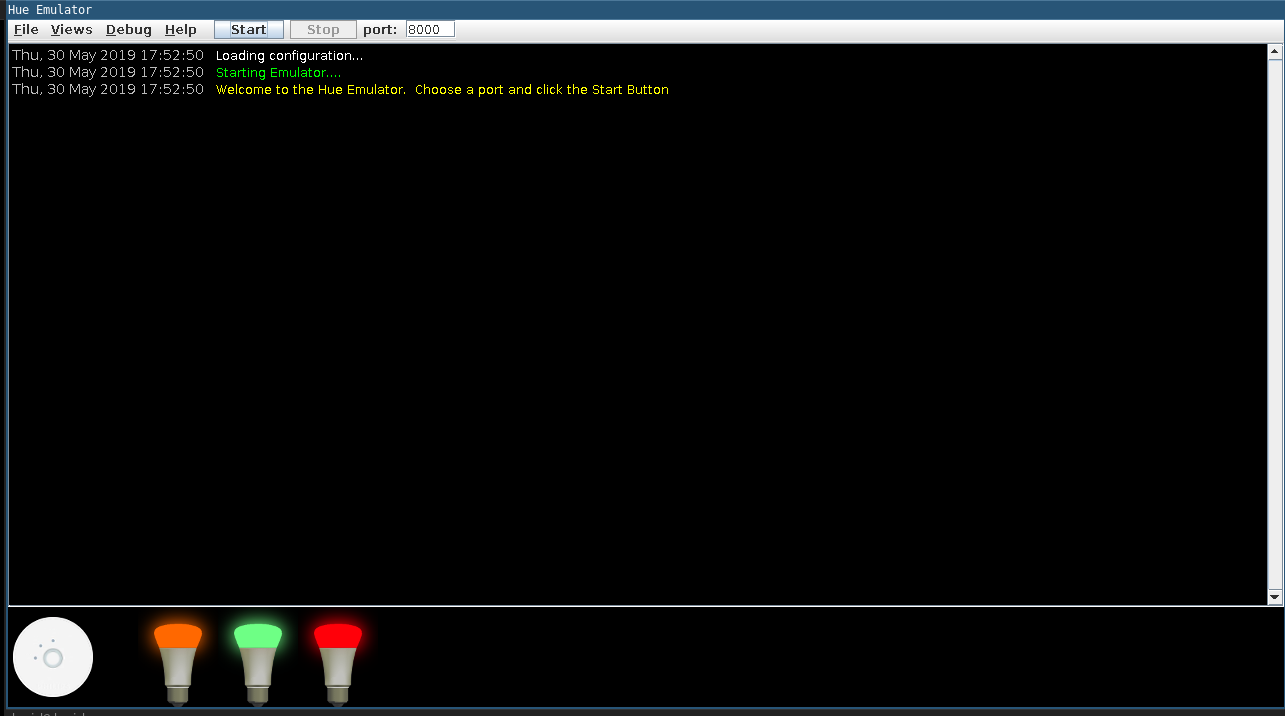 Hue Emulator
File Views Debug Help Start Stop port: 8000
Thu, 30 May 2019 17:52:50 Loading configuration...
Thu, 30 May 2019 17:52:50 Starting Emulator....
Thu, 30 May 2019 17:52:50 Welcome to the Hue Emulator. Choose a port and click the Start Button